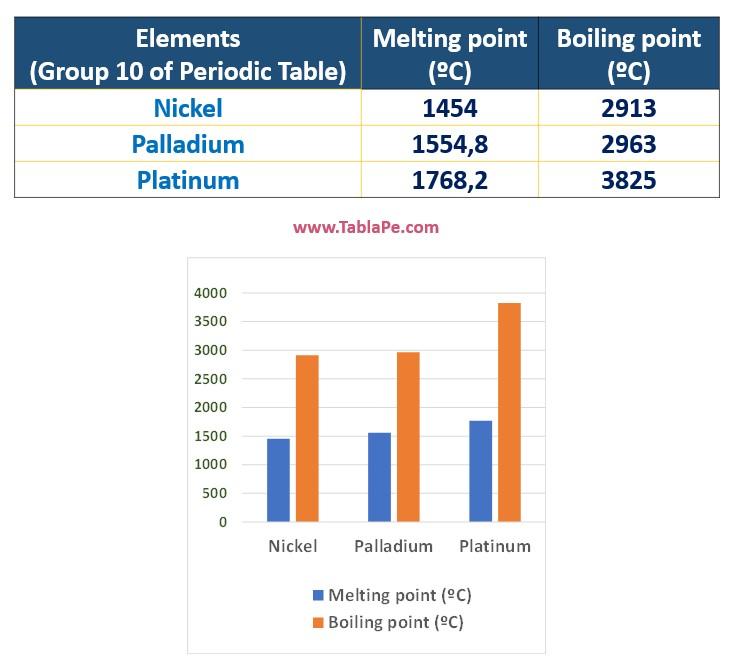 Elements
(Group 10 of Periodic Table)
Melting point
(ºC)
Boiling point
(ºC)
Nickel 1454 2913
Palladium 1554,8 2963
Platinum 1768,2 3825
www.TablaPe.com
4000
3500
3000
2500
2000
1500
1000
500
0
Nickel Palladium Platinum
Melting point (ºC)
Boiling point (ºC)